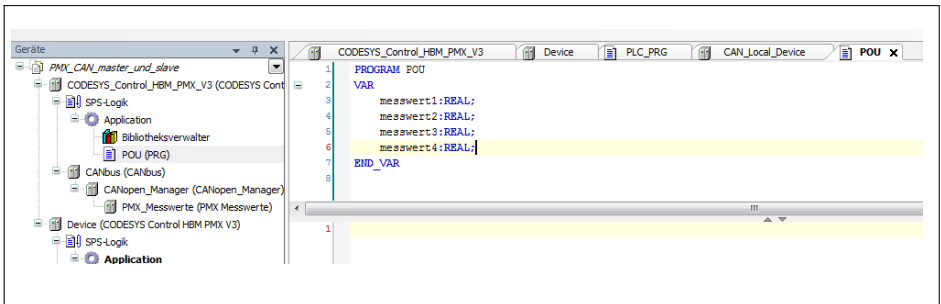 Geräte
PMX_CAN_master_und_slave
CODESYS_Control_HBM_PMX_V3 (CODESYS Cont
SPS-Logik
Application
Bibliotheksverwalter
POU (PRG)
CANbus (CANbus)
CANopen_Manager (CANopen_Manager)
PMX_Messwerte (PMX Messwerte)
Device (CODESYS Control HBM PMX V3)
SPS-Logik
Application
CODESYS_Control_HBM_PMX_V3 Device PLC_PRG CAN_Local_Device POU X
1 PROGRAM POU
2 VAR
3 messwert1:REAL;
4 messwert2:REAL;
5 messwert3:REAL;
6 messwert4:REAL;
7 END_VAR
8
1